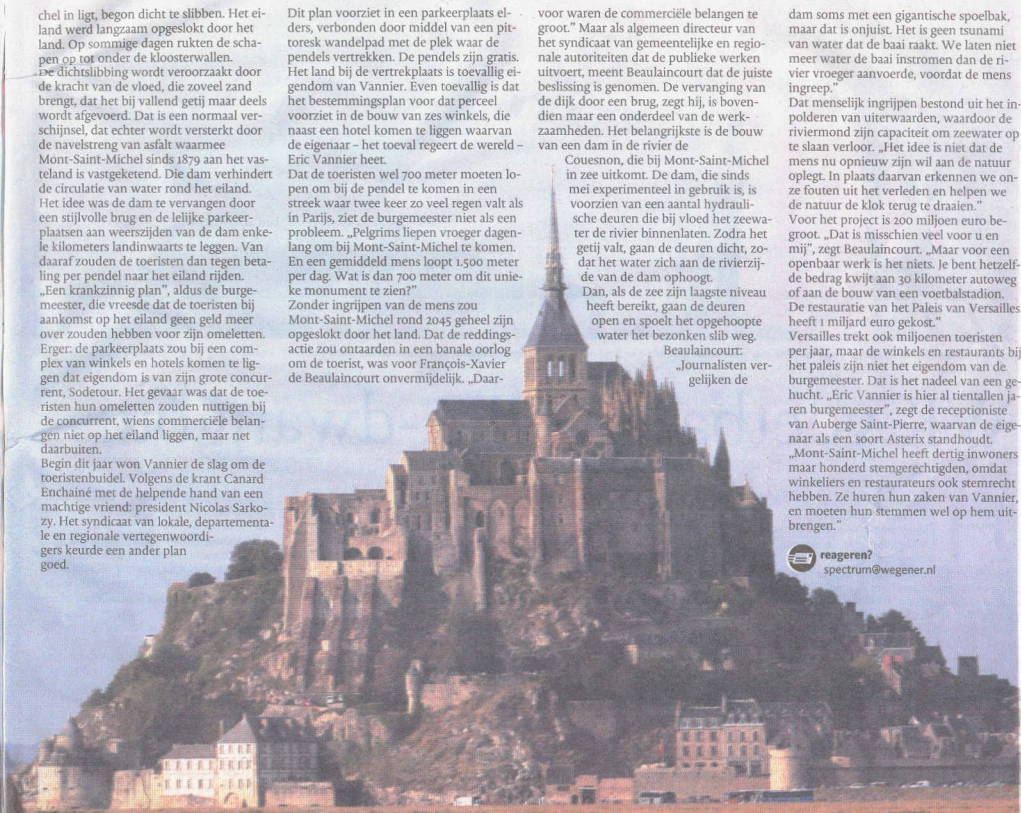 chel in ligt, begon dicht te slibben. Het ei-
land werd langzaam opgeslokt door het
land. Op sommige dagen rukten de scha-
pen op tot onder de kloosterwallen.
De dichtslibbing wordt veroorzaakt door
de kracht van de vloed, die zoveel zand
brengt, dat het bij vallend getij maar deels
wordt afgevoerd. Dat is een normaal ver-
schijnsel, dat echter wordt versterkt door
de navelstreng van asfalt waarmee
Mont-Saint-Michel sinds 1879 aan het vas-
teland is vastgeketend. Die dam verhindert
de circulatie van water rond het eiland.
Het idee was de dam te vervangen door
een stijlvolle brug en de lelijke parkeer-
plaatsen aan weerszijden van de dam enke-
le kilometers landinwaarts te leggen. Van
daaraf zouden de toeristen dan tegen beta-
ling per pendel naar het eiland rijden.
„Een krankzinnig plan”, aldus de burge-
meester, die vreesde dat de toeristen bij
aankomst op het eiland geen geld meer
over zouden hebben voor zijn omeletten.
Erger: de parkeerplaats zou bij een com-
plex van winkels en hotels komen te lig-
gen dat eigendom is van zijn grote concur-
rent, Sodetour. Het gevaar was dat de toe-
risten hun omeletten zouden nuttigen bij
de concurrent, wiens commerciële belan-
gen niet op het eiland liggen, maar net
daarbuiten.
Begin dit jaar won Vannier de slag om de
toeristenbuidel. Volgens de krant Canard
Enchaîné met de helpende hand van een
machtige vriend: president Nicolas Sarko-
zy. Het syndicaat van lokale, departementa-
le en regionale vertegenwoordi-
gers keurde een ander plan
goed.
Dit plan voorziet in een parkeerplaats el-
ders, verbonden door middel van een pit-
toresk wandelpad met de plek waar de
pendels vertrekken. De pendels zijn gratis.
Het land bij de vertrekplaats is toevallig ei-
gendom van Vannier. Even toevallig is dat
het bestemmingsplan voor dat perceel
voorziet in de bouw van zes winkels, die
naast een hotel komen te liggen waarvan
de eigenaar – het toeval regeert de wereld –
Eric Vannier heet.
Dat de toeristen wel 700 meter moeten lo-
pen om bij de pendel te komen in een
streek waar twee keer zo veel regen valt als
in Parijs, ziet de burgemeester niet als een
probleem. „Pelgrims liepen vroeger dagen-
lang om bij Mont-Saint-Michel te komen.
En een gemiddeld mens loopt 1.500 meter
per dag. Wat is dan 700 meter om dit unie-
ke monument te zien?”
Zonder ingrijpen van de mens zou
Mont-Saint-Michel rond 2045 geheel zijn
opgeslokt door het land. Dat de reddings-
actie zou ontaarden in een banale oorlog
om de toerist, was voor François-Xavier
de Beaulaincourt onvermijdelijk. „Daar-
voor waren de commerciële belangen te
groot.” Maar als algemeen directeur van
het syndicaat van gemeentelijke en regio-
nale autoriteiten dat de publieke werken
uitvoert, meent Beaulaincourt dat de juiste
beslissing is genomen. De vervanging van
de dijk door een brug, zegt hij, is boven-
dien maar een onderdeel van de werk-
zaamheden. Het belangrijkste is de bouw
van een dam in de rivier de
Couesnon, die bij Mont-Saint-Michel
in zee uitkomt. De dam, die sinds
mei experimenteel in gebruik is, is
voorzien van een aantal hydrauli-
sche deuren die bij vloed het zeewa-
ter de rivier binnenlaten. Zodra het
getij valt, gaan de deuren dicht, zo-
dat het water zich aan de rivierzij-
de van de dam ophoogt.
Dan, als de zee zijn laagste niveau
heeft bereikt, gaan de deuren
open en spoelt het opgehoopte
water het bezonken slib weg.
Beaulaincourt:
„Journalisten ver-
gelijken de
dam soms met een gigantische spoelbak,
maar dat is onjuist. Het is geen tsunami
van water dat de baai raakt. We laten niet
meer water de baai instromen dan de ri-
vier vroeger aanvoerde, voordat de mens
ingreep.”
Dat menselijk ingrijpen bestond uit het in-
polderen van uiterwaarden, waardoor de
riviermond zijn capaciteit om zeewater op
te slaan verloor. „Het idee is niet dat de
mens nu opnieuw zijn wil aan de natuur
oplegt. In plaats daarvan erkennen we on-
ze fouten uit het verleden en helpen we
de natuur de klok terug te draaien.”
Voor het project is 200 miljoen euro be-
groot. „Dat is misschien veel voor u en
mij”, zegt Beaulaincourt. „Maar voor een
openbaar werk is het niets. Je bent hetzelf-
de bedrag kwijt aan 30 kilometer autoweg
of aan de bouw van een voetbalstadion.
De restauratie van het Paleis van Versailles
heeft 1 miljard euro gekost.”
Versailles trekt ook miljoenen toeristen
per jaar, maar de winkels en restaurants bij
het paleis zijn niet het eigendom van de
burgemeester. Dat is het nadeel van een ge-
hucht. „Eric Vannier is hier al tientallen ja-
ren burgemeester”, zegt de receptioniste
van Auberge Saint-Pierre, waarvan de eige-
naar als een soort Asterix standhoudt.
„Mont-Saint-Michel heeft dertig inwoners
maar honderd stemgerechtigden, omdat
winkeliers en restaurateurs ook stemrecht
hebben. Ze huren hun zaken van Vannier,
en moeten hun stemmen wel op hem uit-
brengen.”
reageren?
spectrum@wegener.nl